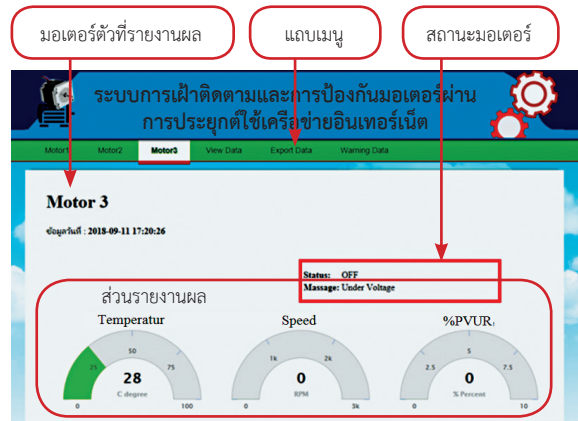 มอเตอร์ตัวที่รายงานผล
แถบเมนู
สถานะมอเตอร์
ระบบการเฝ้าติดตามและการป้องกันมอเตอร์ผ่าน
การประยุกต์ใช้เครือข่ายอินเทอร์เน็ต
Motor1 Motor2 Motor3 View Data Export Data Warning Data
Motor 3
ข้อมูลวันที่ : 2018-09-11 17:20:26
Status: OFF
Massage: Under Voltage
ส่วนรายงานผล
Temperatur Speed %PVUR
50 1k 2k 5
25 75 2.5 7.5
28 0 0
C degree RPM % Percent
0 100 0 3k 0 10